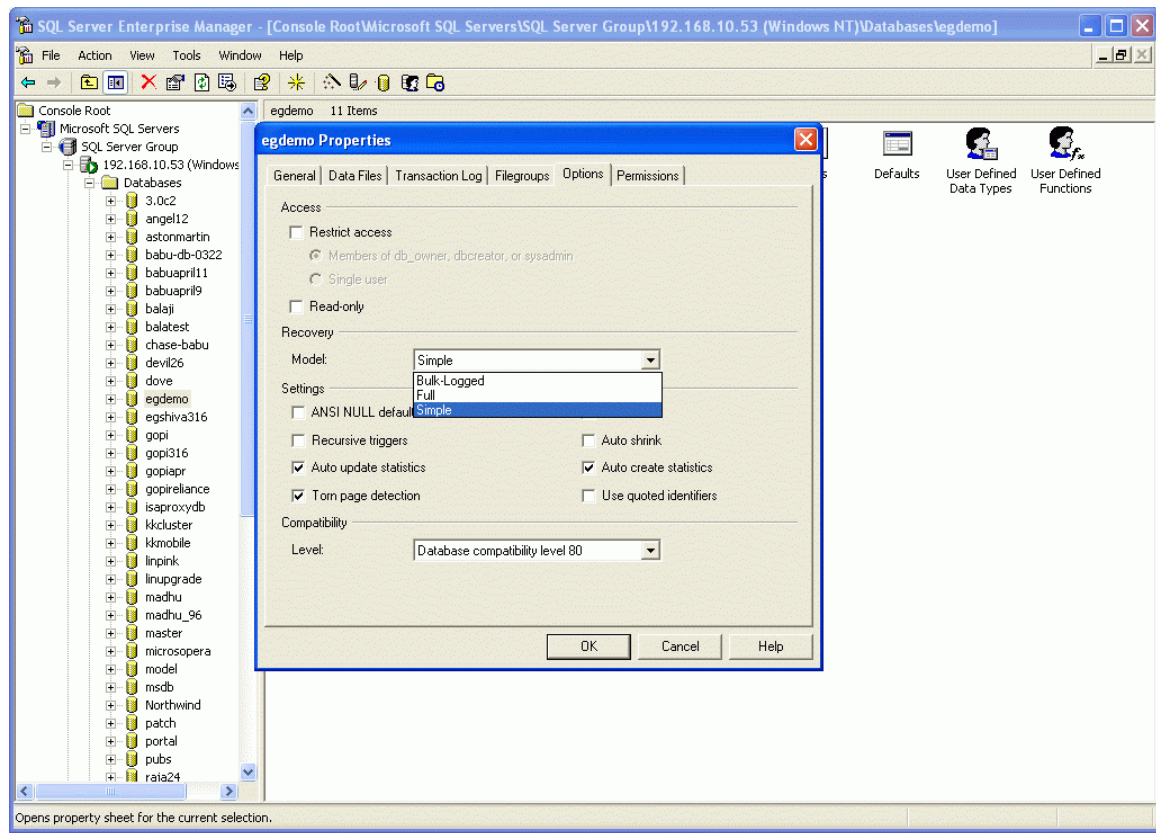 SQL Server Enterprise Manager - [Console Root\Microsoft SQL Servers\SQL Server Group\192.168.10.53 (Windows NT)\Databases\egdemo]
File Action View Tools Window Help
Console Root
Microsoft SQL Servers
SQL Server Group
192.168.10.53 (Windows
Databases
3.0c2
angel12
astonmartin
babu-db-0322
babuapril11
babuapril9
balaji
balatest
chase-babu
devil26
dove
egdemo
egshiva316
gopi
gopi316
gopiapr
gopireliance
isaproxydb
kkcluster
kkmobile
linpink
linupgrade
madhu
madhu_96
master
microsopera
model
msdb
Northwind
patch
portal
pubs
raja24
egdemo 11 Items
s
Defaults
User Defined
Data Types
User Defined
Functions
egdemo Properties
General Data Files Transaction Log Filegroups Options Permissions
Access
Restrict access
Members of db_owner, dbcreator, or sysadmin
Single user
Read-only
Recovery
Model: Simple
Bulk-Logged
Full
Simple
Settings
ANSI NULL defaul
Recursive triggers Auto shrink
Auto update statistics Auto create statistics
Torn page detection Use quoted identifiers
Compatibility
Level: Database compatibility level 80
OK Cancel Help
Opens property sheet for the current selection.